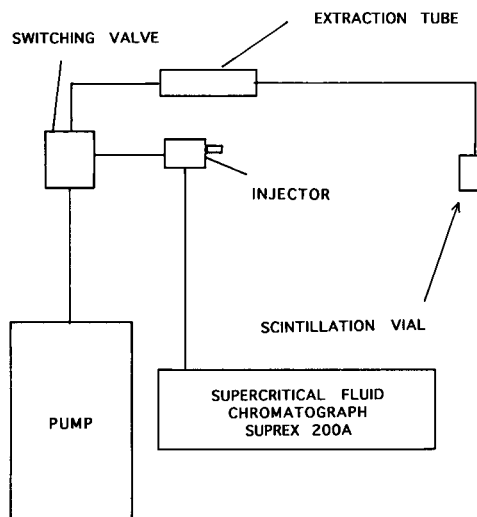 EXTRACTION TUBE
SWITCHING VALVE
INJECTOR
SCINTILLATION VIAL
PUMP
SUPERCRITICAL FLUID
CHROMATOGRAPH
SUPREX 200A